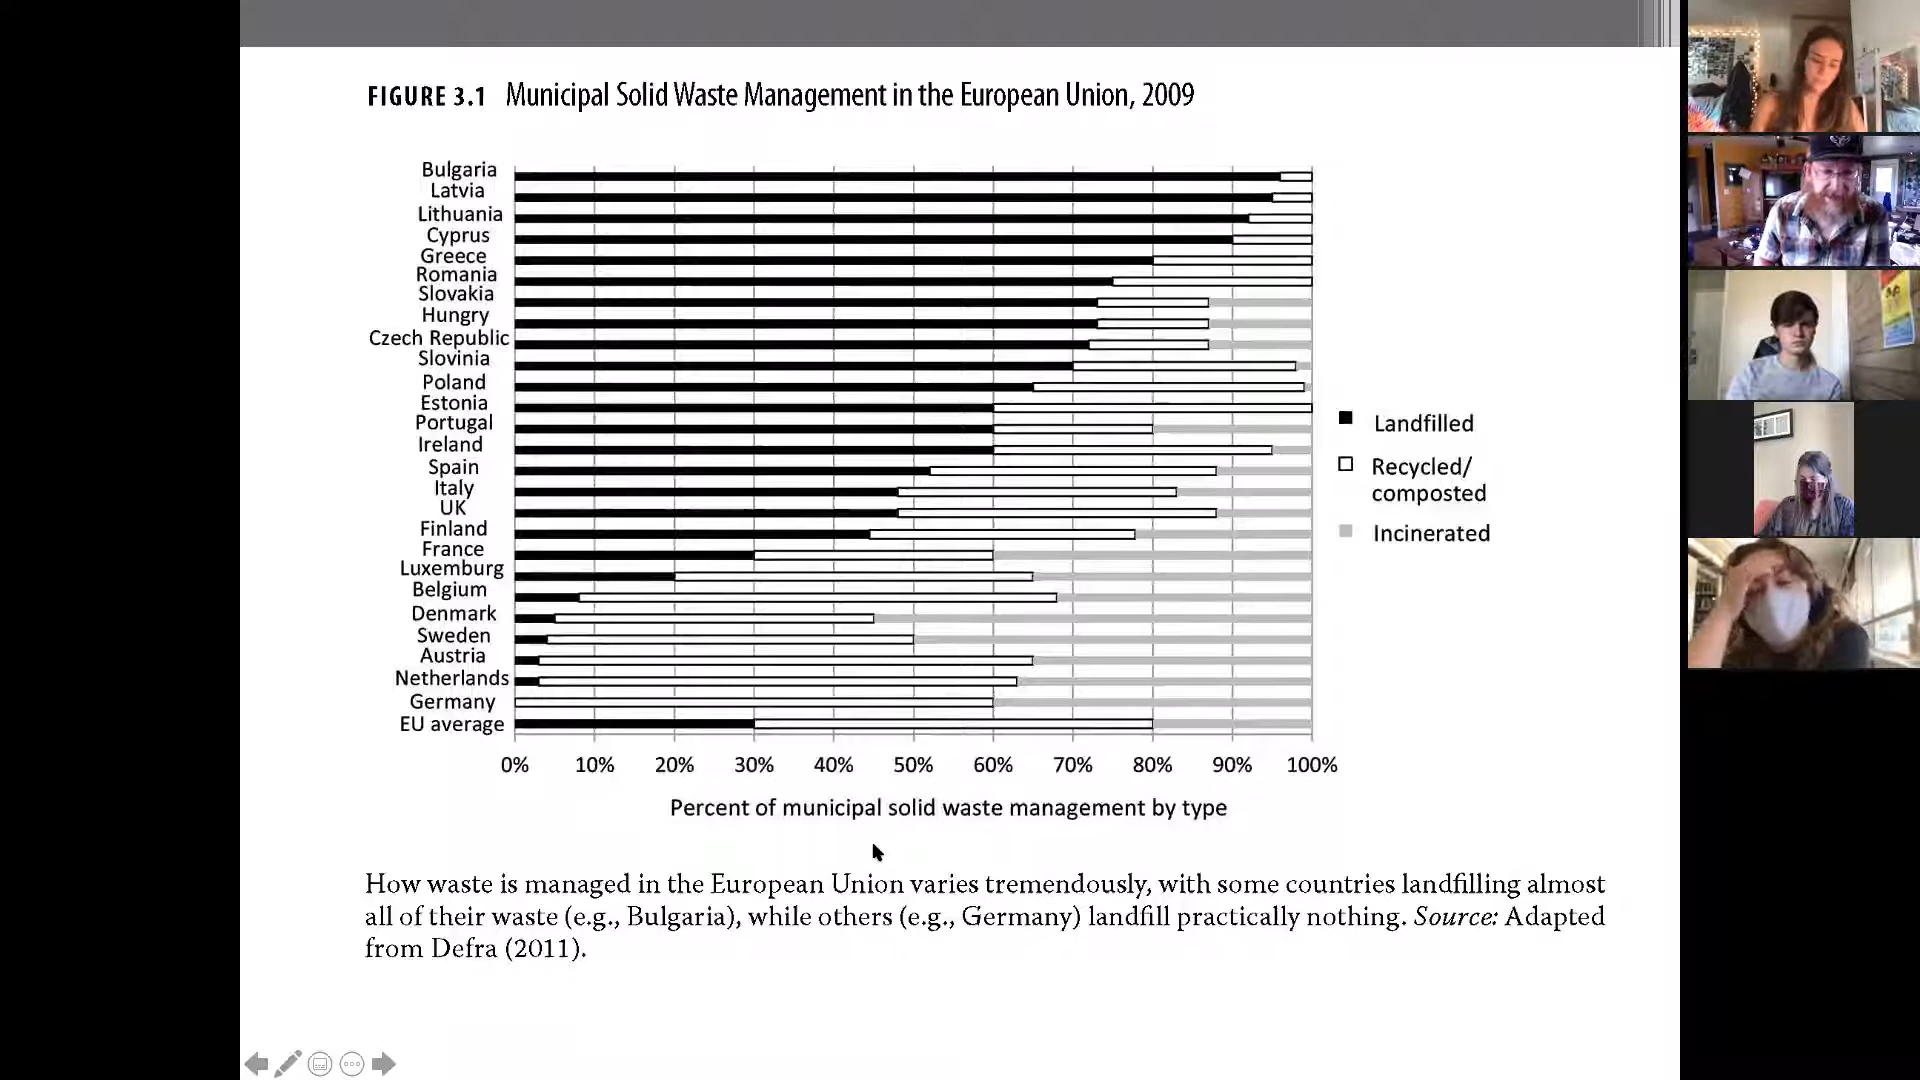 FIGURE 3.1 Municipal Solid Waste Management in the European Union, 2009
Bulgaria
Latvia
Lithuania
Cyprus
Greece
Romania
Slovakia
Hungry
Czech Republic
Slovinia
Poland
Estonia
Portugal
Ireland
Spain
Italy
UK
Finland
France
Luxemburg
Belgium
Denmark
Sweden
Austria
Netherlands
Germany
EU average
0% 10% 20% 30% 40% 50% 60% 70% 80% 90% 100%
Percent of municipal solid waste management by type
Landfilled
Recycled/
composted
Incinerated
How waste is managed in the European Union varies tremendously, with some countries landfilling almost
all of their waste (e.g., Bulgaria), while others (e.g., Germany) landfill practically nothing. Source: Adapted
from Defra (2011).